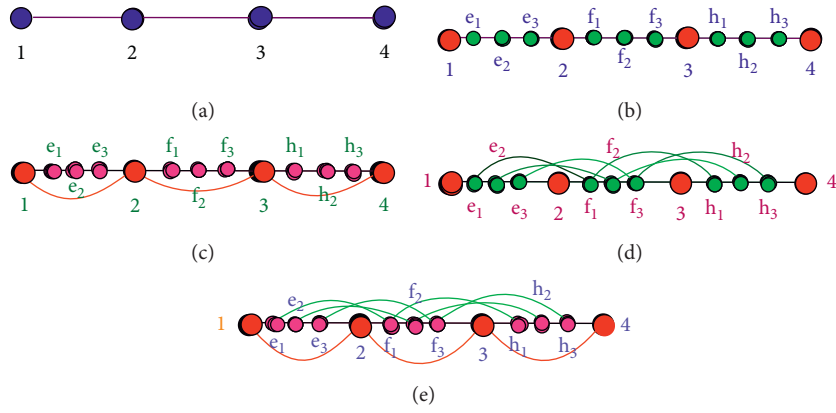 1 2 3 4
(a)
e₁ e₃ f₁ f₃ h₁ h₃
1 e₂ 2 f₂ 3 h₂ 4
(b)
e₁ e₃ f₁ f₃ h₁ h₃
1 e₂ 2 f₂ 3 h₂ 4
(c)
e₂ f₂ h₂
1 4
e₁ e₃ 2 f₁ f₃ 3 h₁ h₃
(d)
e₂ f₂ h₂
1 4
e₁ e₃ 2 f₁ f₃ 3 h₁ h₃
(e)